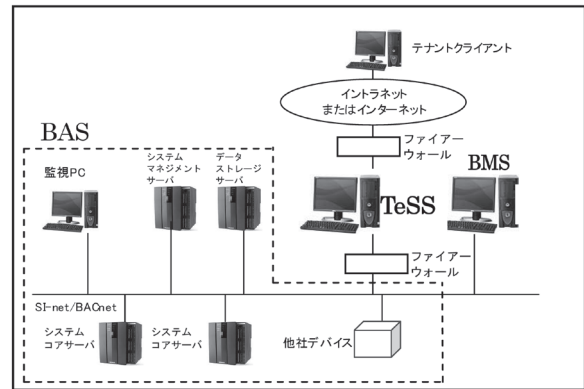 テナントクライアント
イントラネット
またはインターネット
ファイアー
ウォール
BAS
監視PC
システム
マネジメント
サーバ
データ
ストレージ
サーバ
TeSS
BMS
ファイアー
ウォール
SI-net/BACnet
システム
コアサーバ
システム
コアサーバ
他社デバイス